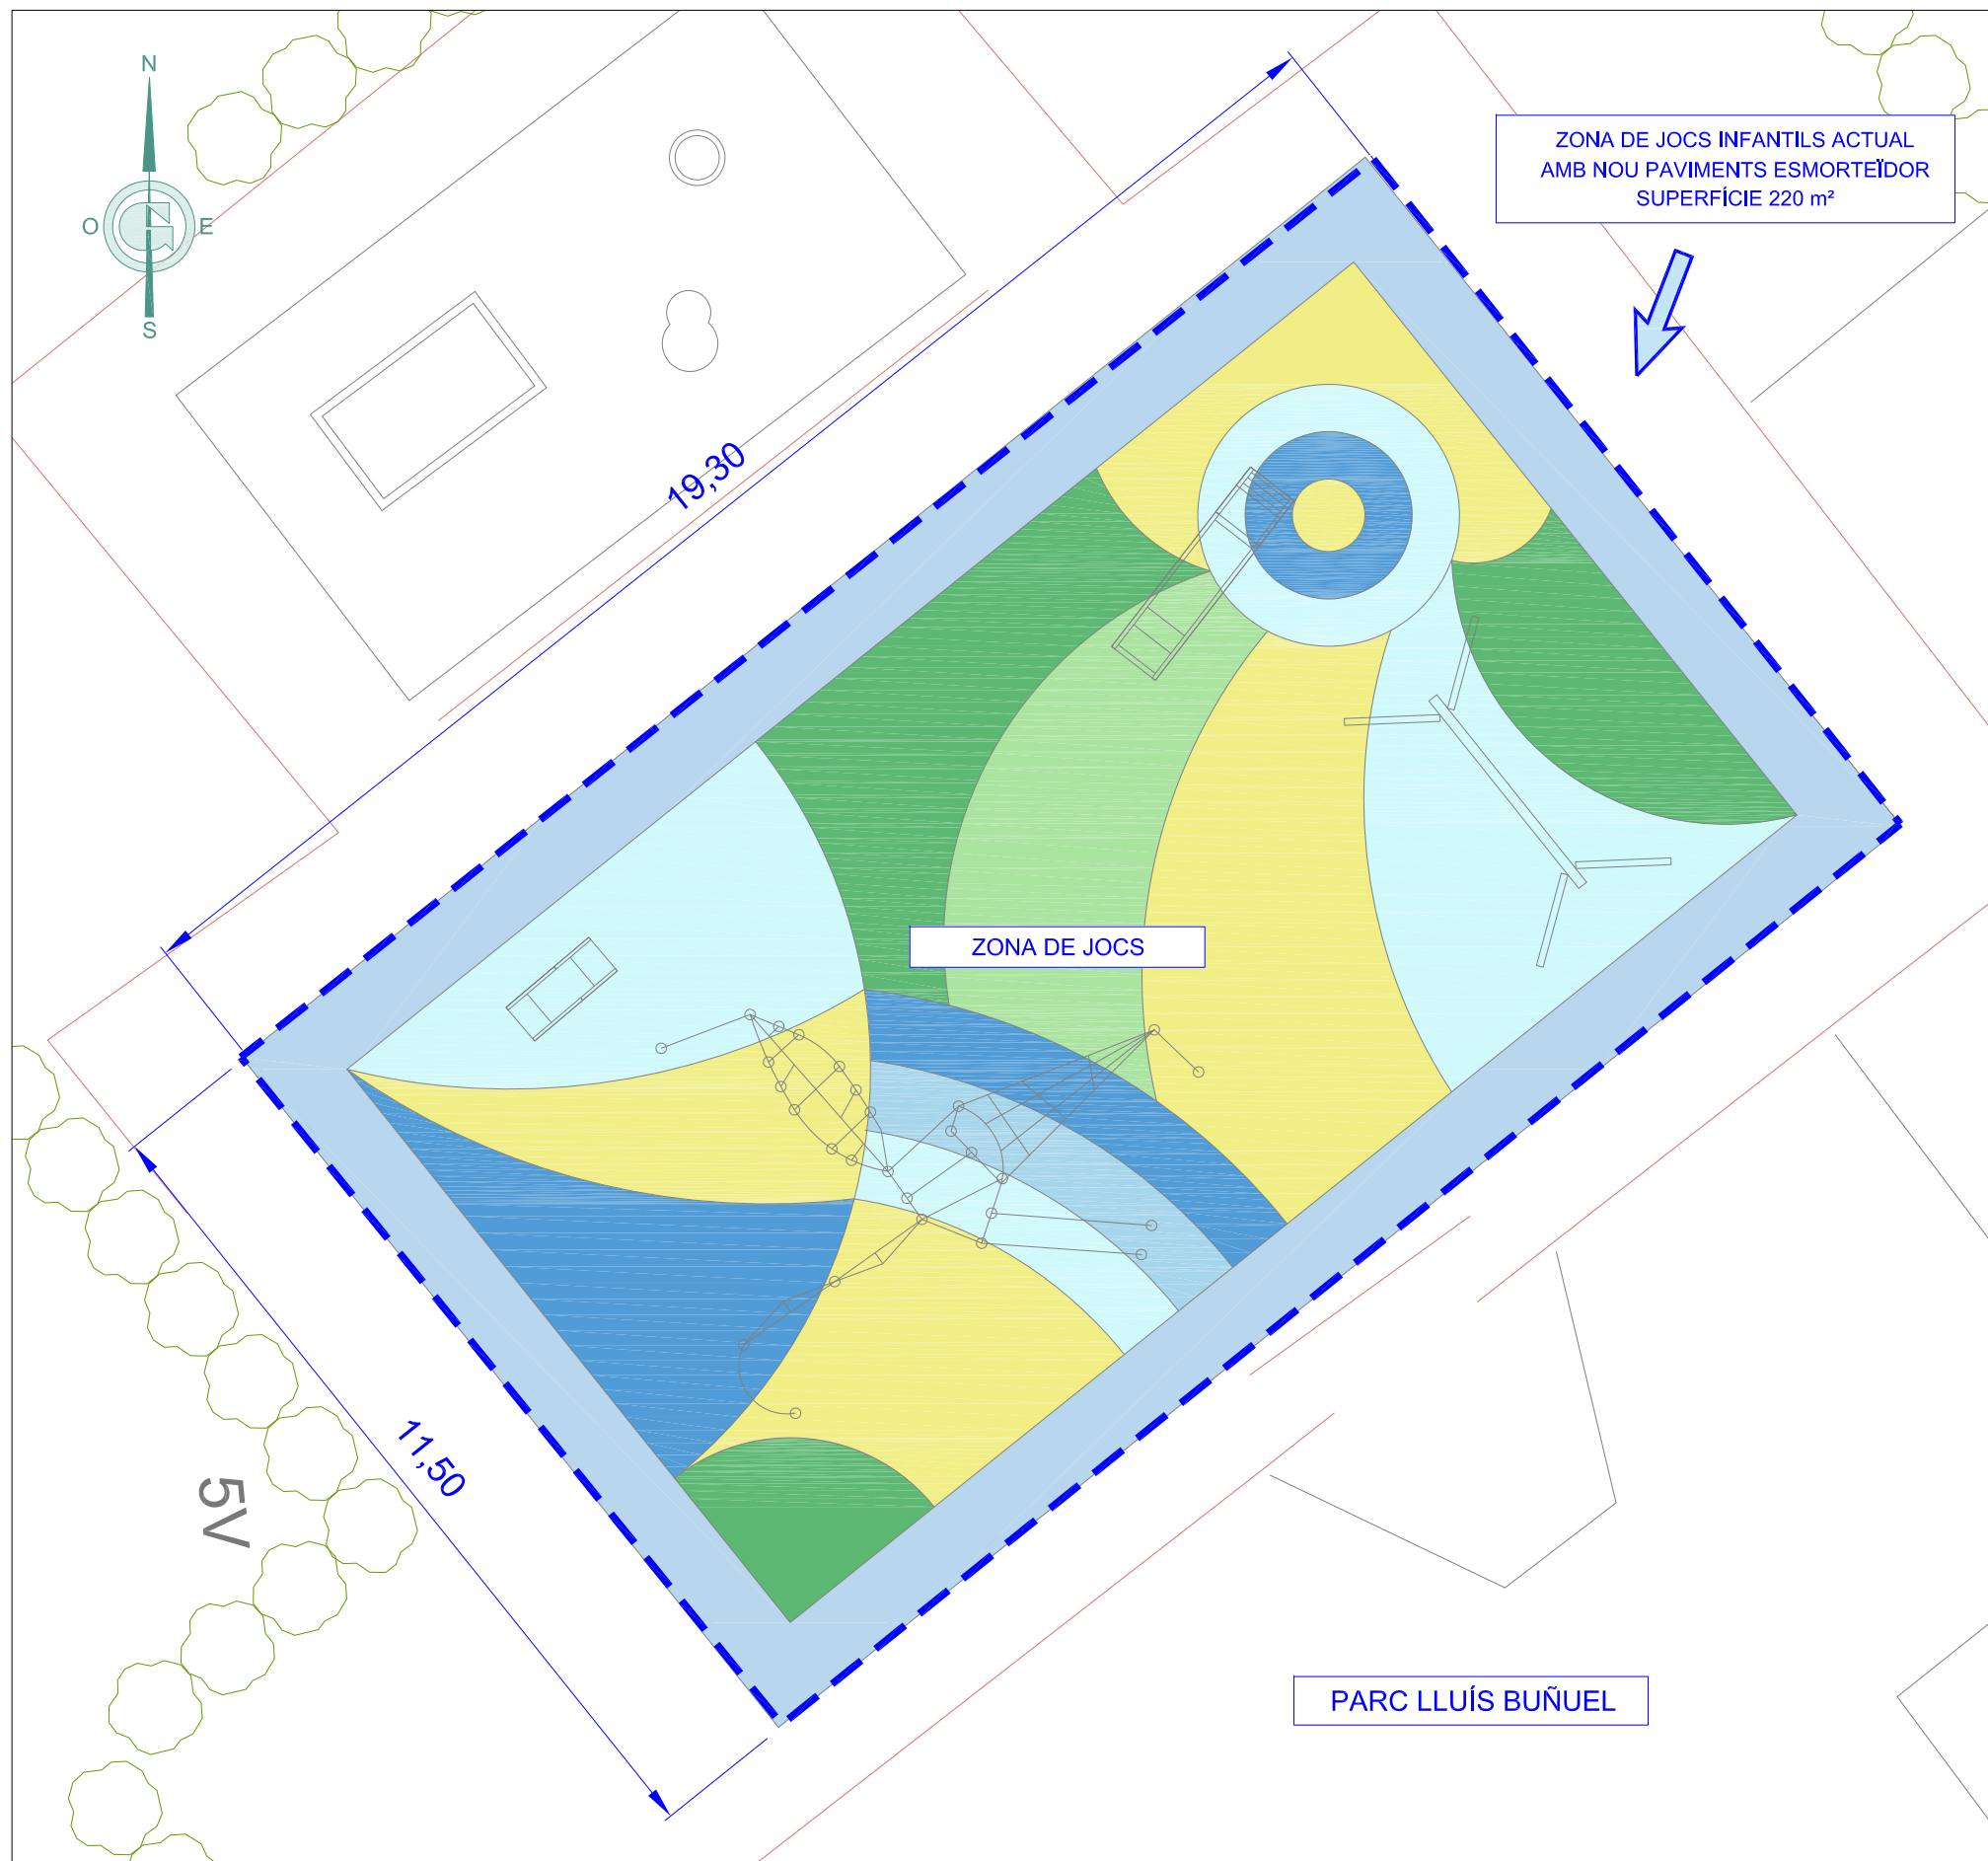 N
O
E
S
ZONA DE JOCS INFANTILS ACTUAL
AMB NOU PAVIMENTS ESMORTEÏDOR
SUPERFÍCIE 220 m²
19,30
ZONA DE JOCS
11,50
5V
PARC LLUÍS BUÑUEL